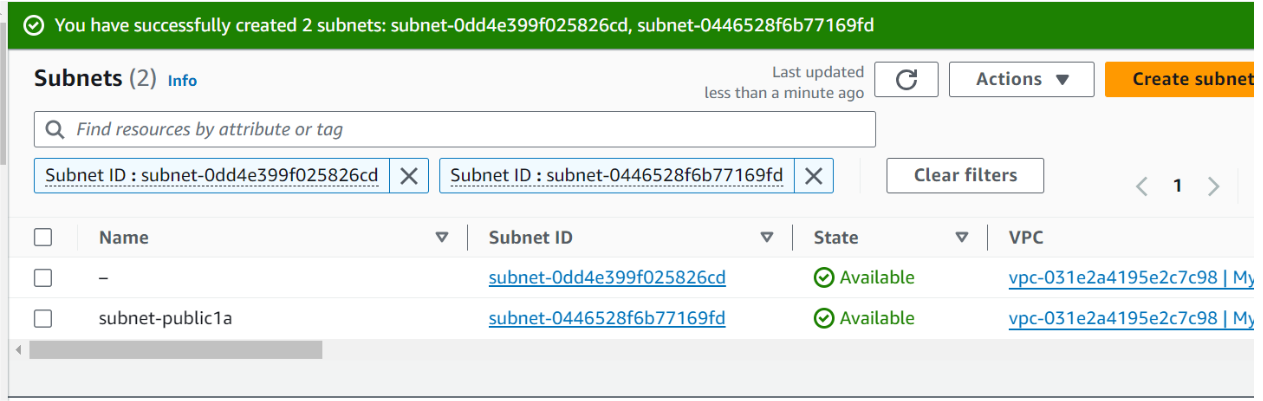 You have successfully created 2 subnets: subnet-0dd4e399f025826cd, subnet-0446528f6b77169fd
Subnets (2) Info
Last updated
less than a minute ago
Actions
Create subnet
Find resources by attribute or tag
Subnet ID : subnet-0dd4e399f025826cd
Subnet ID : subnet-0446528f6b77169fd
Clear filters
1
Name Subnet ID State VPC
– subnet-0dd4e399f025826cd Available vpc-031e2a4195e2c7c98 | My
subnet-public1a subnet-0446528f6b77169fd Available vpc-031e2a4195e2c7c98 | My